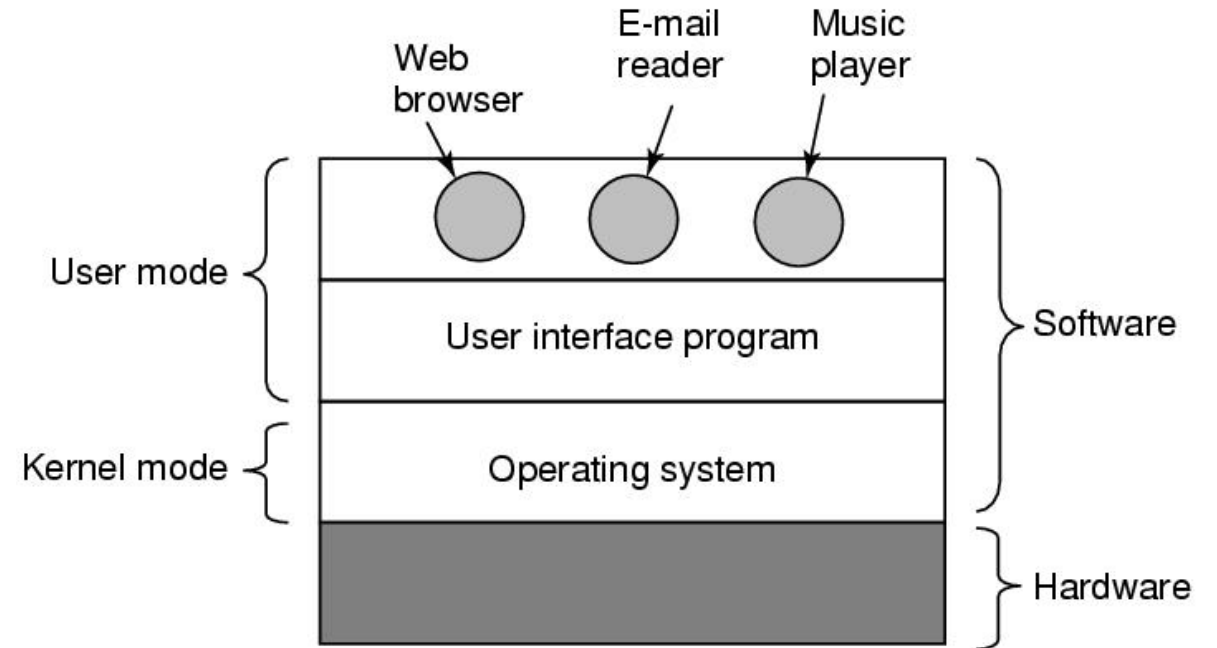 Web
browser
E-mail
reader
Music
player
User mode
User interface program
Software
Kernel mode
Operating system
Hardware